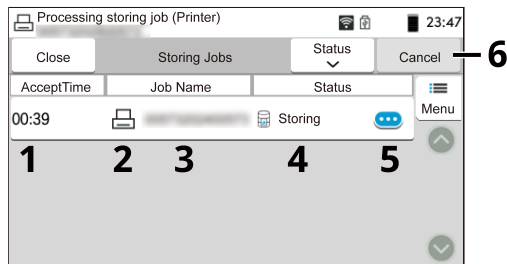 Processing storing job (Printer)
23:47
Close
Storing Jobs
Status
Cancel
6
AcceptTime
Job Name
Status
Menu
00:39
Storing
1
2
3
4
5